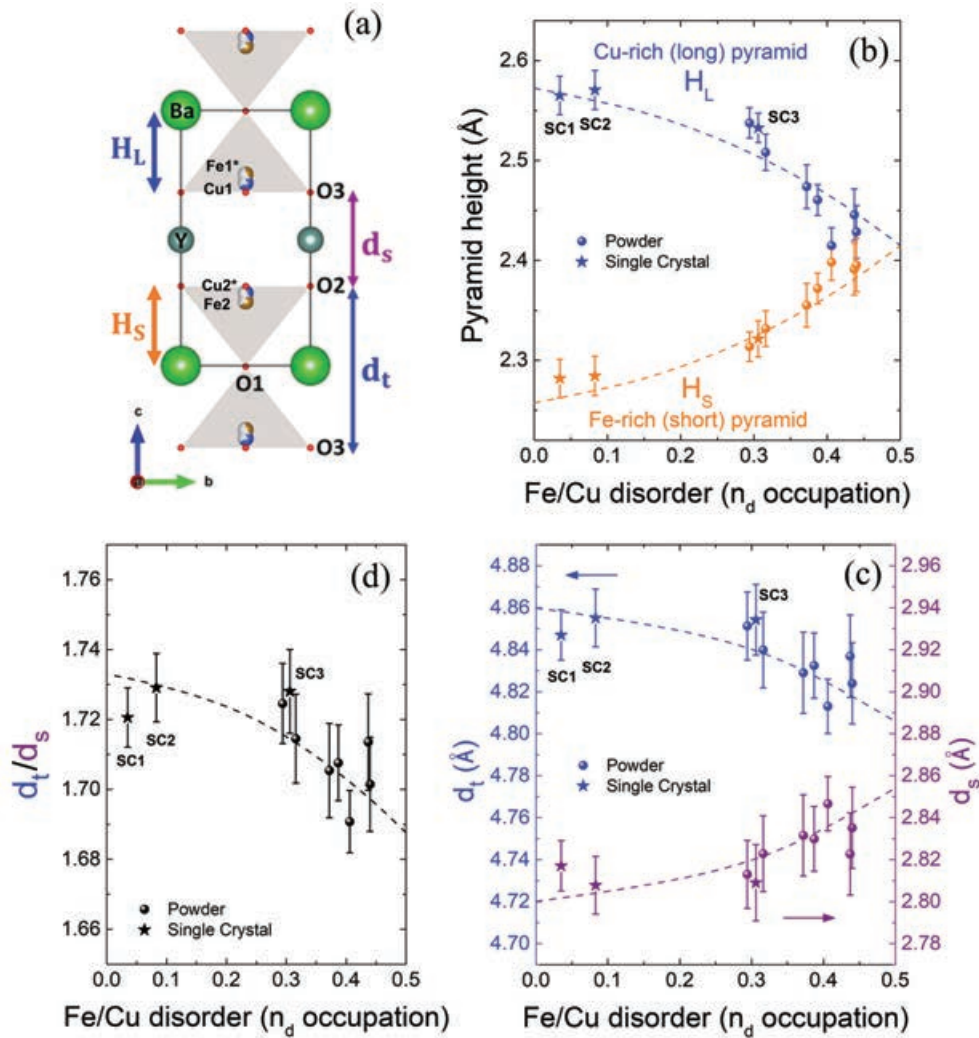 (a)
Ba
H_L
Fe1*
Cu1
O3
Y
d_s
Cu2*
Fe2
O2
H_S
d_t
O1
O3
c
b
(b)
2.6
2.5
2.4
2.3
Pyramid height (Å)
Cu-rich (long) pyramid
H_L
SC1
SC2
SC3
Powder
Single Crystal
H_S
Fe-rich (short) pyramid
0.0 0.1 0.2 0.3 0.4 0.5
Fe/Cu disorder (n_d occupation)
(d)
1.76
1.74
1.72
1.70
1.68
1.66
d_t/d_s
SC1
SC2
SC3
Powder
Single Crystal
0.0 0.1 0.2 0.3 0.4 0.5
Fe/Cu disorder (n_d occupation)
(c)
4.88
4.86
4.84
4.82
4.80
4.78
4.76
4.74
4.72
4.70
d_t (Å)
SC1
SC2
SC3
Powder
Single Crystal
2.96
2.94
2.92
2.90
2.88
2.86
2.84
2.82
2.80
2.78
d_s (Å)
0.0 0.1 0.2 0.3 0.4 0.5
Fe/Cu disorder (n_d occupation)